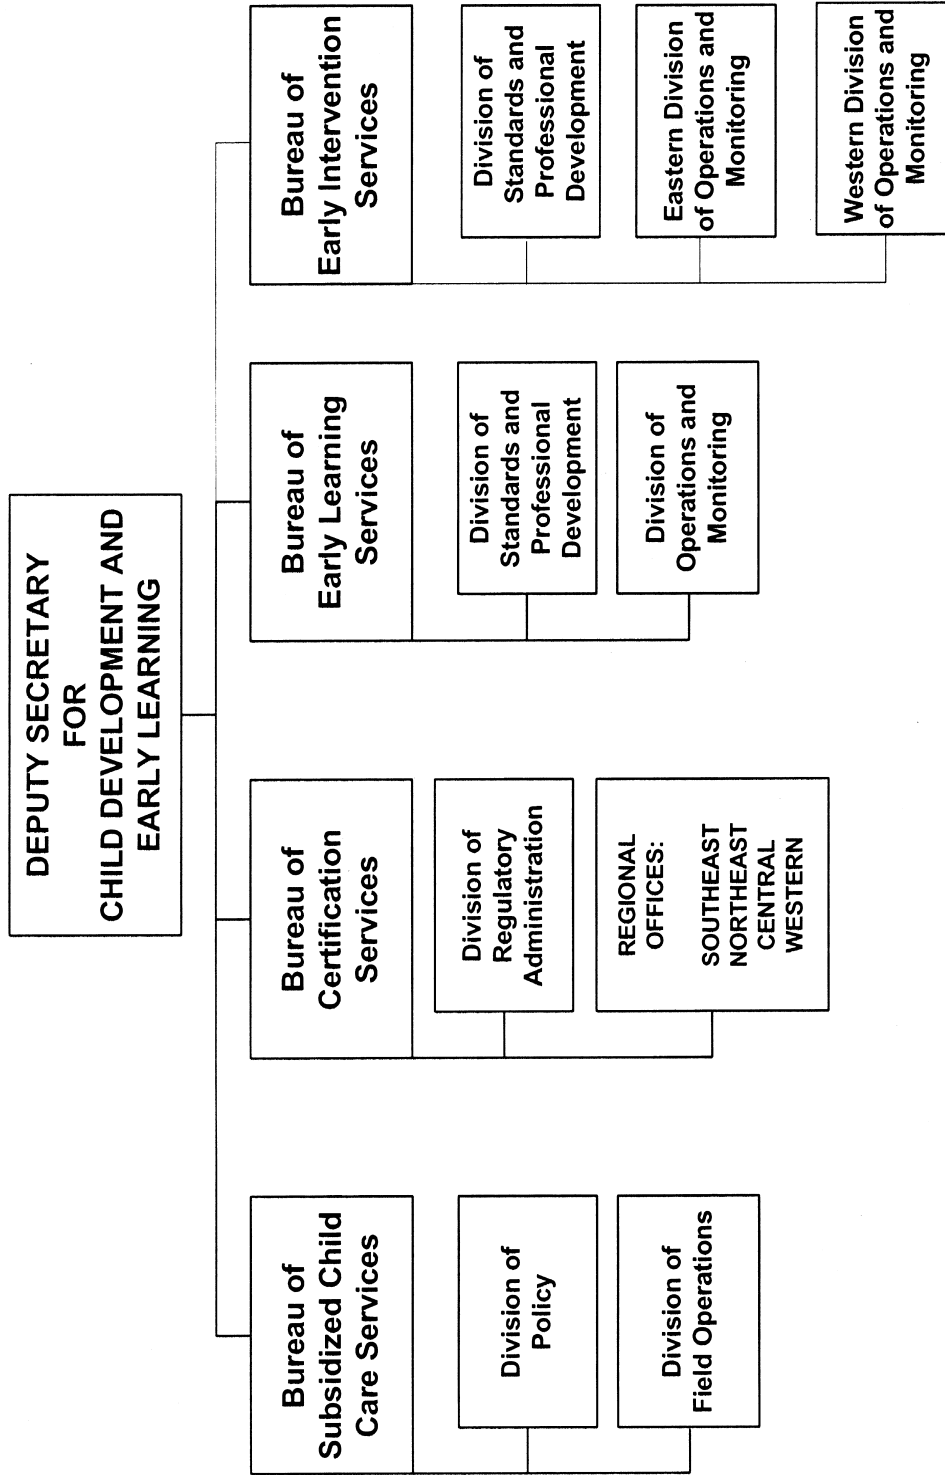 DEPUTY SECRETARY
FOR
CHILD DEVELOPMENT AND
EARLY LEARNING
Bureau of
Subsidized Child
Care Services
Division of
Policy
Division of
Field Operations
Bureau of
Certification
Services
Division of
Regulatory
Administration
REGIONAL
OFFICES:
SOUTHEAST
NORTHEAST
CENTRAL
WESTERN
Bureau of
Early Learning
Services
Division of
Standards and
Professional
Development
Division of
Operations and
Monitoring
Bureau of
Early Intervention
Services
Division of
Standards and
Professional
Development
Eastern Division
of Operations and
Monitoring
Western Division
of Operations and
Monitoring